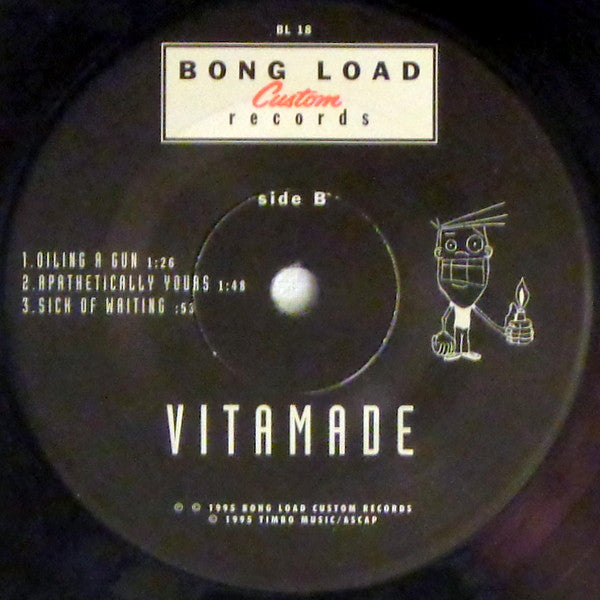 BL 18
BONG LOAD
Custom
records
side B
1.OILING A GUN 1:26
2.APATHETICALLY YOURS 1:48
3.SICK OF WAITING :53
VITAMADE
℗ © 1995 BONG LOAD CUSTOM RECORDS
© 1995 TIMBO MUSIC/ASCAP